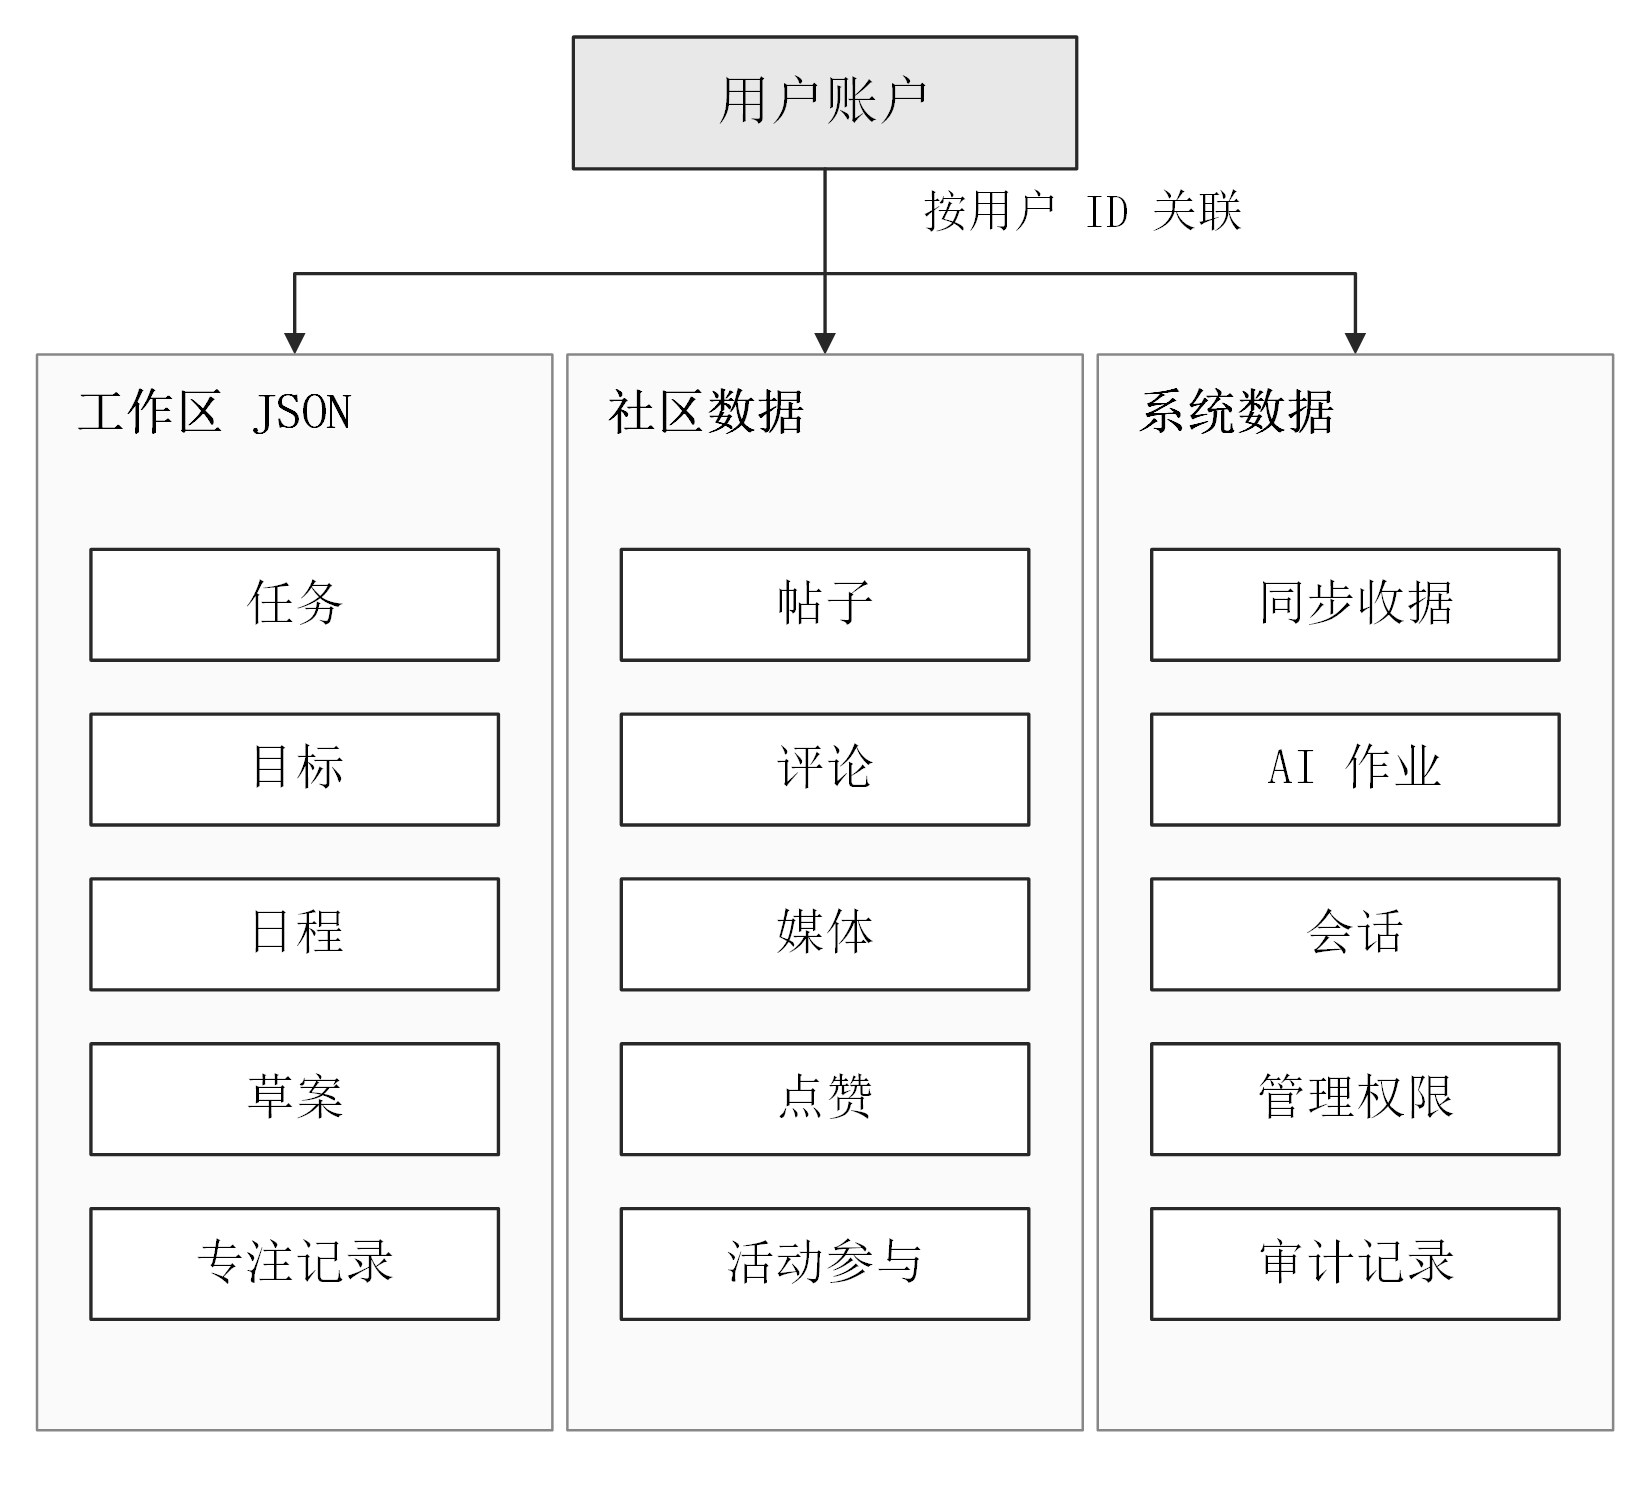 用户账户
按用户 ID 关联
工作区 JSON
任务
目标
日程
草案
专注记录
社区数据
帖子
评论
媒体
点赞
活动参与
系统数据
同步收据
AI 作业
会话
管理权限
审计记录